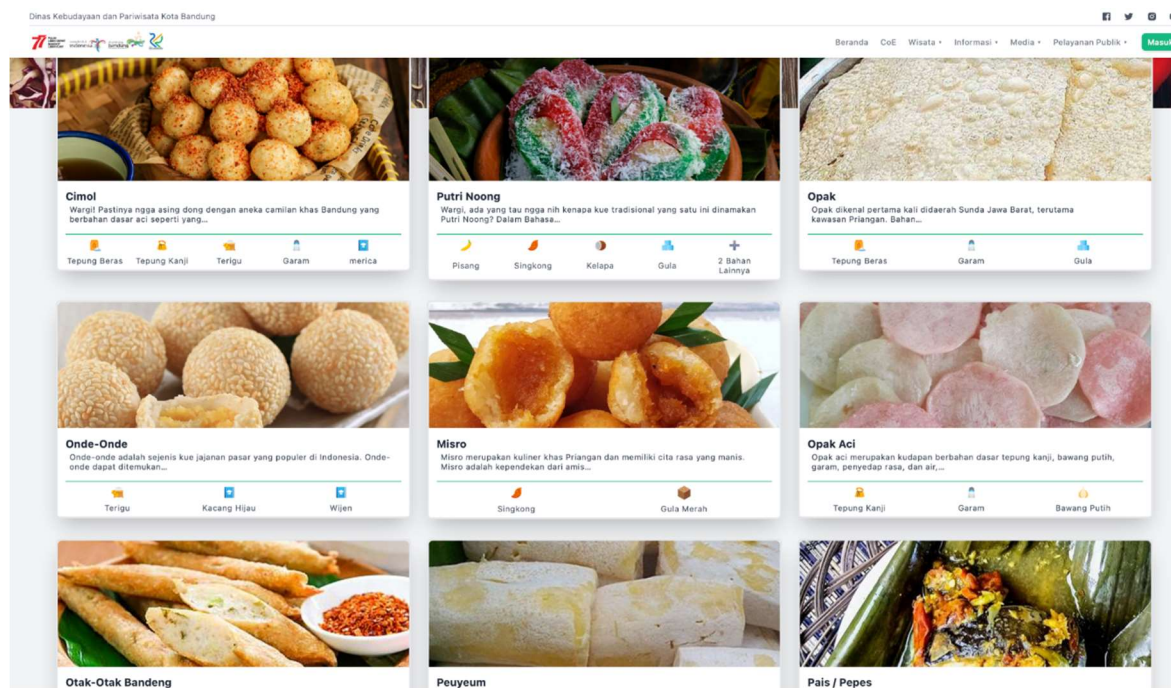 Dinas Kebudayaan dan Pariwisata Kota Bandung
Beranda CoE Wisata Informasi Media Pelayanan Publik Masuk
Cimol
Wargi! Pastinya ngga asing dong dengan aneka camilan khas Bandung yang
berbahan dasar aci seperti yang...
Tepung Beras Tepung Kanji Terigu Garam merica
Putri Noong
Wargi, ada yang tau ngga nih kenapa kue tradisional yang satu ini dinamakan
Putri Noong? Dalam Bahasa...
Pisang Singkong Kelapa Gula 2 Bahan
Lainnya
Opak
Opak dikenal pertama kali didaerah Sunda Jawa Barat, terutama
kawasan Priangan. Bahan...
Tepung Beras Garam Gula
Onde-Onde
Onde-onde adalah sejenis kue jajanan pasar yang populer di Indonesia. Onde-
onde dapat ditemukan...
Terigu Kacang Hijau Wijen
Misro
Misro merupakan kuliner khas Priangan dan memiliki cita rasa yang manis.
Misro adalah kependekan dari amis...
Singkong Gula Merah
Opak Aci
Opak aci merupakan kudapan berbahan dasar tepung kanji, bawang putih,
garam, penyedap rasa, dan air,...
Tepung Kanji Garam Bawang Putih
Otak-Otak Bandeng
Peuyeum
Pais / Pepes